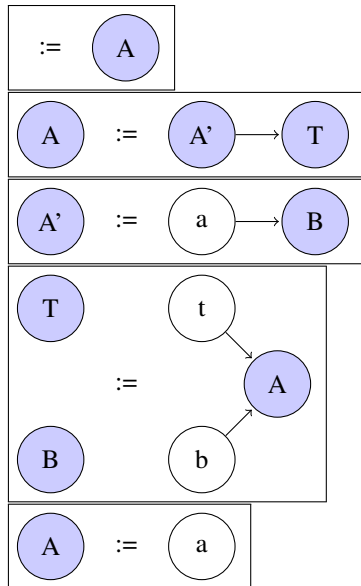 := A
A := A' T
A' := a B
T t
:= A
B b
A := a